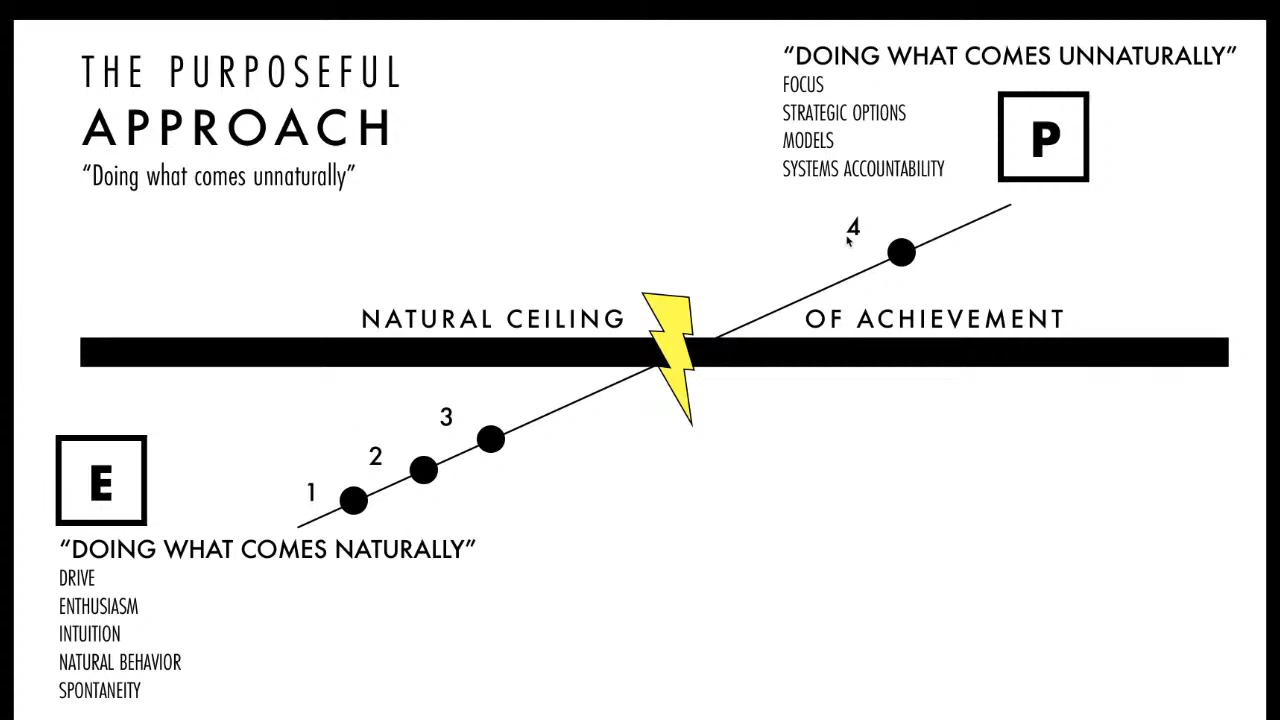 THE PURPOSEFUL
APPROACH
“Doing what comes unnaturally”
“DOING WHAT COMES UNNATURALLY”
FOCUS
STRATEGIC OPTIONS
MODELS
SYSTEMS ACCOUNTABILITY
P
4
NATURAL CEILING
OF ACHIEVEMENT
3
2
1
E
“DOING WHAT COMES NATURALLY”
DRIVE
ENTHUSIASM
INTUITION
NATURAL BEHAVIOR
SPONTANEITY